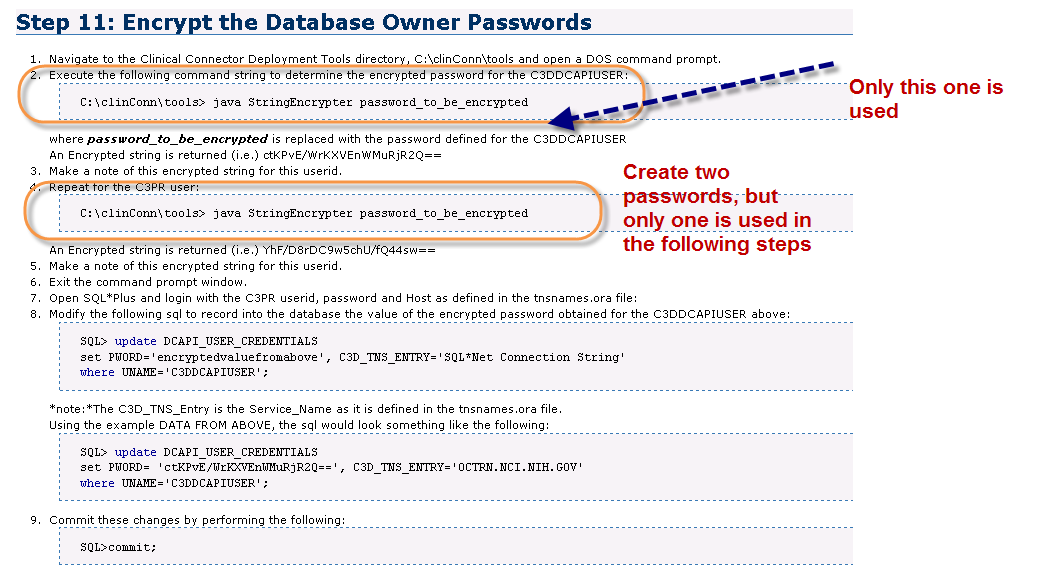 Step 11: Encrypt the Database Owner Passwords
1. Navigate to the Clinical Connector Deployment Tools directory, C:\clinConn\tools and open a DOS command prompt.
2. Execute the following command string to determine the encrypted password for the C3DDCAPIUSER:
C:\clinConn\tools> java StringEncrypter password_to_be_encrypted
Only this one is
used
where password_to_be_encrypted is replaced with the password defined for the C3DDCAPIUSER
An Encrypted string is returned (i.e.) ctKPvE/WrKXVEnWMuRjR2Q==
3. Make a note of this encrypted string for this userid.
4. Repeat for the C3PR user:
C:\clinConn\tools> java StringEncrypter password_to_be_encrypted
Create two
passwords, but
only one is used in
the following steps
An Encrypted string is returned (i.e.) YhF/D8rDC9w5chU/fQ44sw==
5. Make a note of this encrypted string for this userid.
6. Exit the command prompt window.
7. Open SQL*Plus and login with the C3PR userid, password and Host as defined in the tnsnames.ora file:
8. Modify the following sql to record into the database the value of the encrypted password obtained for the C3DDCAPIUSER above:
SQL> update DCAPI_USER_CREDENTIALS
set PWORD='encryptedvaluefromabove', C3D_TNS_ENTRY='SQL*Net Connection String'
where UNAME='C3DDCAPIUSER';
*note:*The C3D_TNS_Entry is the Service_Name as it is defined in the tnsnames.ora file.
Using the example DATA FROM ABOVE, the sql would look something like the following:
SQL> update DCAPI_USER_CREDENTIALS
set PWORD= 'ctKPvE/WrKXVEnWMuRjR2Q==', C3D_TNS_ENTRY='OCTRN.NCI.NIH.GOV'
where UNAME='C3DDCAPIUSER';
9. Commit these changes by performing the following:
SQL>commit;